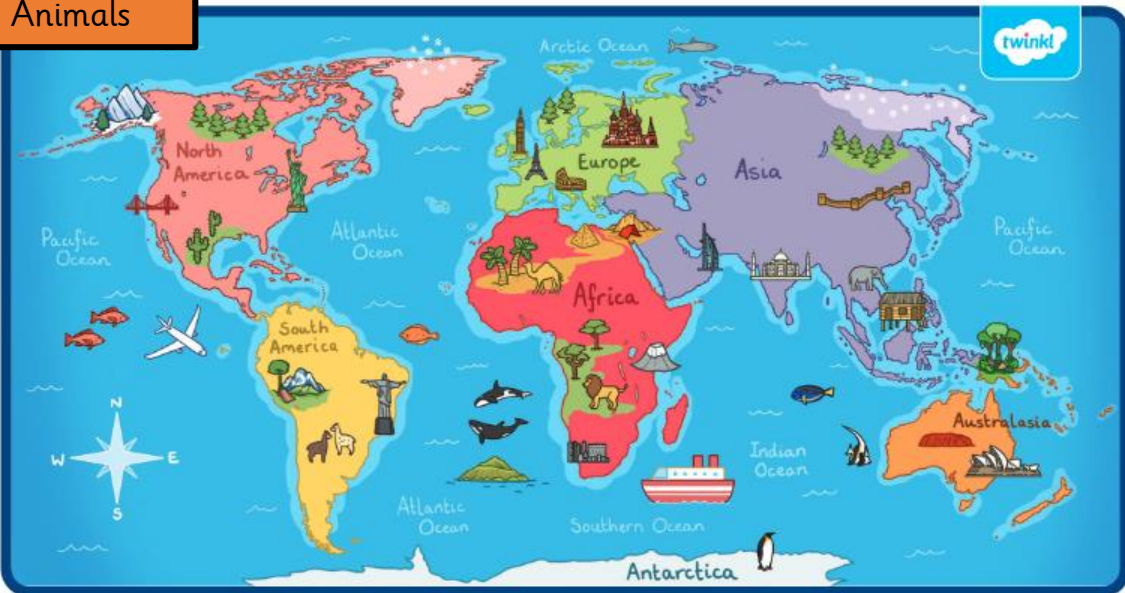 Animals
twinkl
Arctic Ocean
North
America
Europe
Asia
Pacific
Ocean
Atlantic
Ocean
Pacific
Ocean
Africa
South
America
N
W
E
S
Australasia
Indian
Ocean
Atlantic
Ocean
Southern Ocean
Antarctica